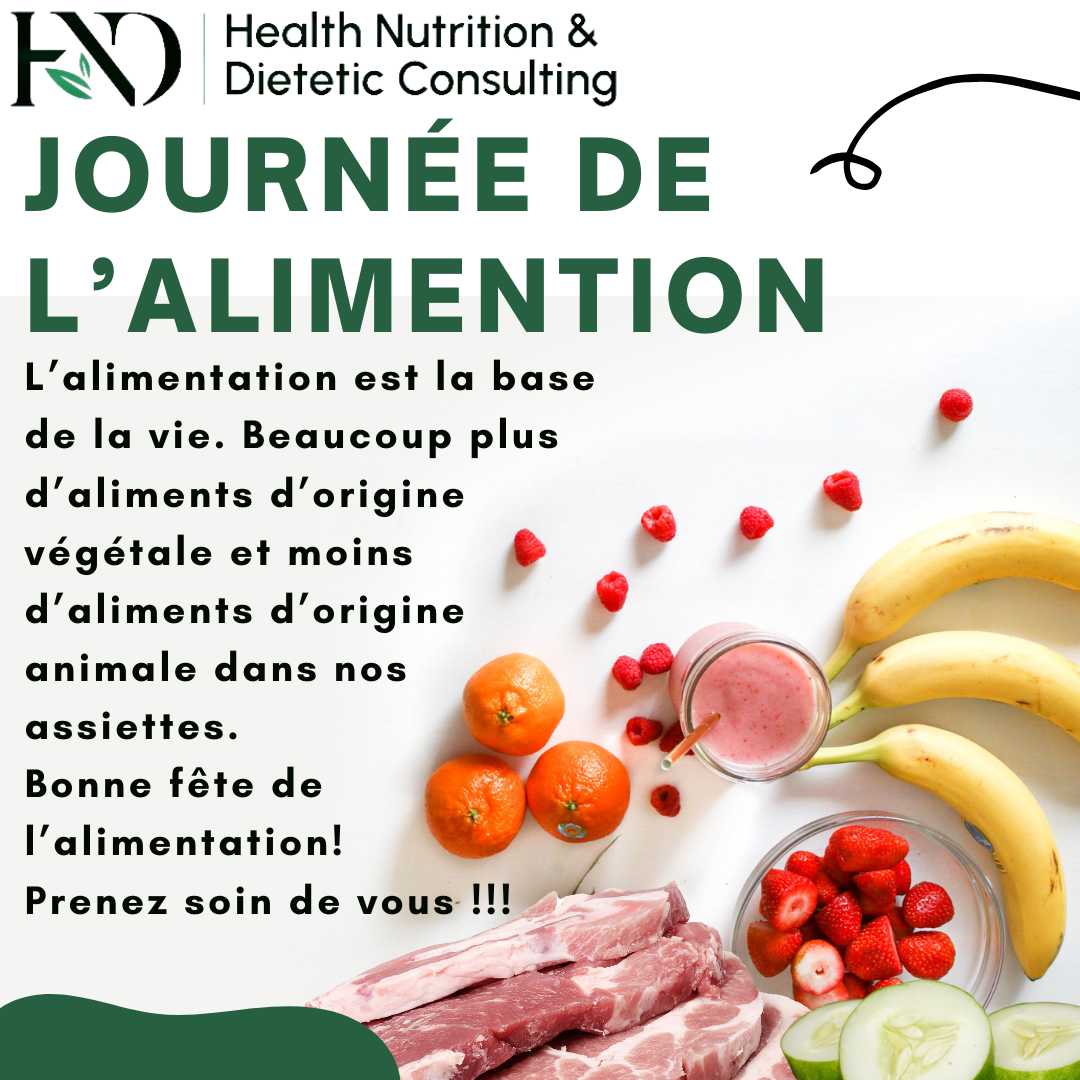 HND
Health Nutrition &
Dietetic Consulting
JOURNÉE DE
L’ALIMENTION
L’alimentation est la base
de la vie. Beaucoup plus
d’aliments d’origine
végétale et moins
d’aliments d’origine
animale dans nos
assiettes.
Bonne fête de
l’alimentation!
Prenez soin de vous !!!